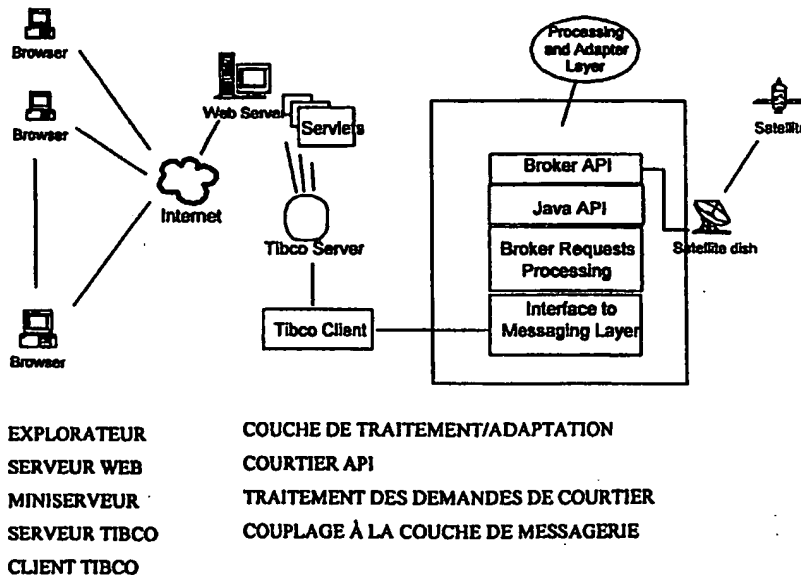 Browser
Processing
and Adapter
Layer
Browser
Web Server
Servlets
Satellite
Broker API
Internet
Java API
Tibco Server
Broker Requests
Processing
Satellite dish
Interface to
Messaging Layer
Tibco Client
Browser
EXPLORATEUR
SERVEUR WEB
MINISERVEUR
SERVEUR TIBCO
CLIENT TIBCO
COUCHE DE TRAITEMENT/ADAPTATION
COURTIER API
TRAITEMENT DES DEMANDES DE COURTIER
COUPLAGE À LA COUCHE DE MESSAGERIE